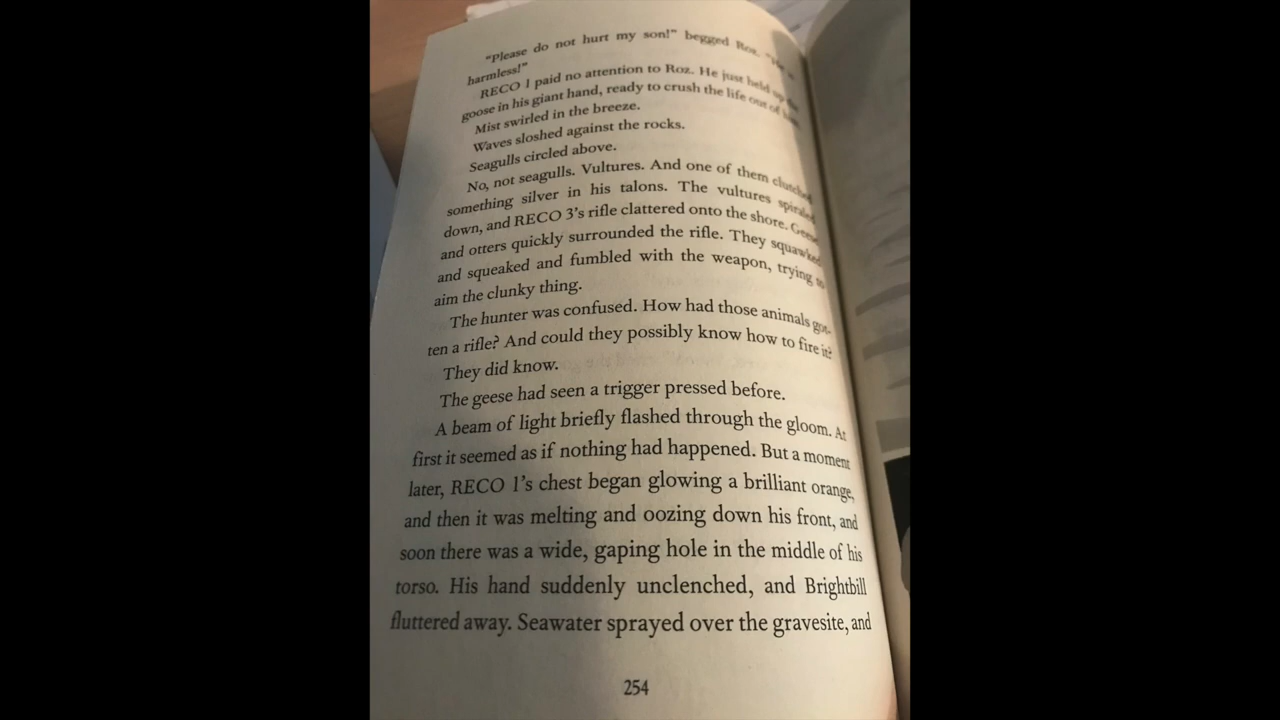 "Please do not hurt my son!" begged Roz. "He is
harmless!"
RECO 1 paid no attention to Roz. He just held up the
goose in his giant hand, ready to crush the life out of
Mist swirled in the breeze.
Waves sloshed against the rocks.
Seagulls circled above.
No, not seagulls. Vultures. And one of them clutched
something silver in his talons. The vultures spiraled
down, and RECO 3's rifle clattered onto the shore. Geese
and otters quickly surrounded the rifle. They squawked
and squeaked and fumbled with the weapon, trying to
aim the clunky thing.
The hunter was confused. How had those animals got-
ten a rifle? And could they possibly know how to fire it?
They did know.
The geese had seen a trigger pressed before.
A beam of light briefly flashed through the gloom. At
first it seemed as if nothing had happened. But a moment
later, RECO 1's chest began glowing a brilliant orange,
and then it was melting and oozing down his front, and
soon there was a wide, gaping hole in the middle of his
torso. His hand suddenly unclenched, and Brightbill
fluttered away. Seawater sprayed over the gravesite, and
254